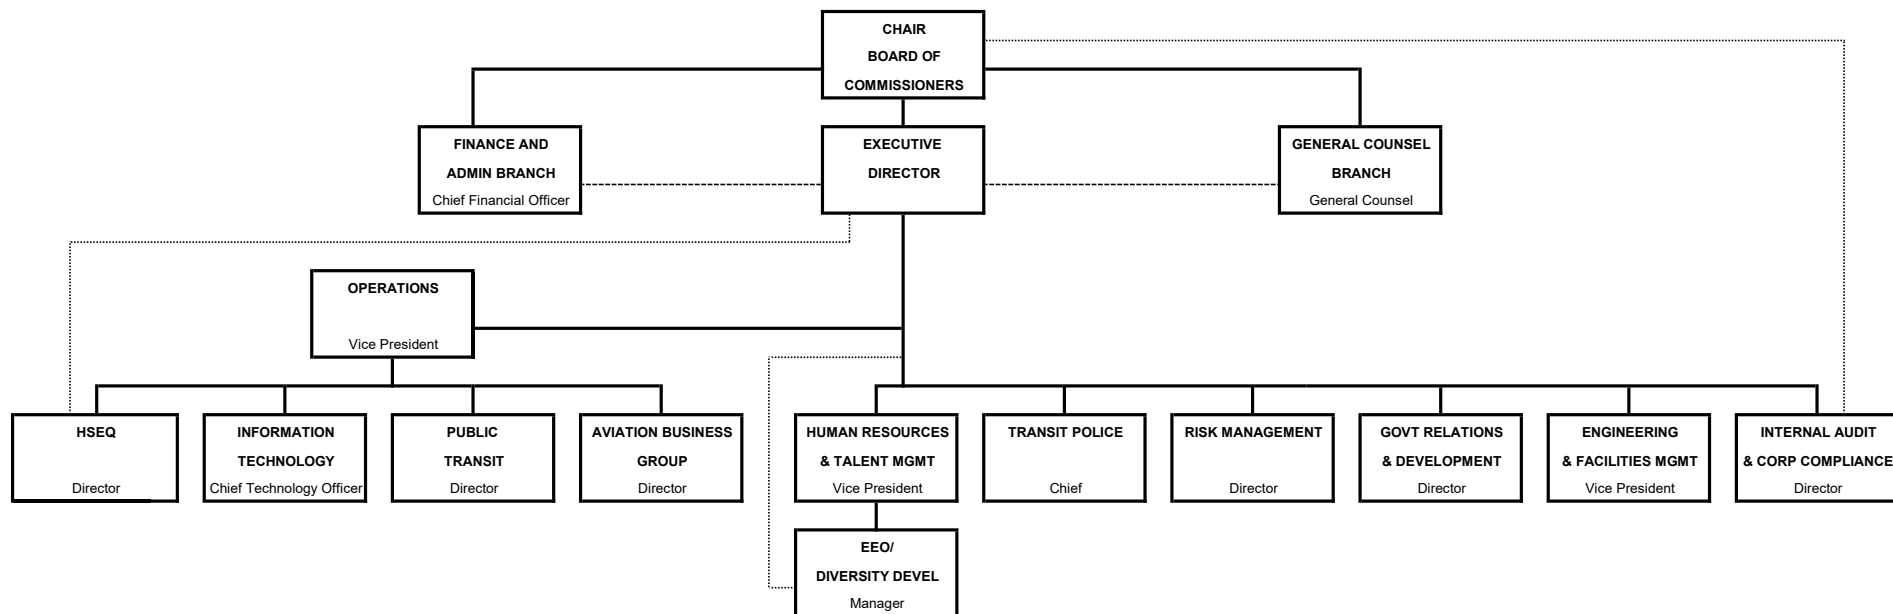 CHAIR
BOARD OF
COMMISSIONERS
FINANCE AND
ADMIN BRANCH
Chief Financial Officer
EXECUTIVE
DIRECTOR
GENERAL COUNSEL
BRANCH
General Counsel
OPERATIONS
Vice President
HSEQ
Director
INFORMATION
TECHNOLOGY
Chief Technology Officer
PUBLIC
TRANSIT
Director
AVIATION BUSINESS
GROUP
Director
HUMAN RESOURCES
& TALENT MGMT
Vice President
TRANSIT POLICE
Chief
RISK MANAGEMENT
Director
GOVT RELATIONS
& DEVELOPMENT
Director
ENGINEERING
& FACILITIES MGMT
Vice President
INTERNAL AUDIT
& CORP COMPLIANCE
Director
EEO/
DIVERSITY DEVEL
Manager